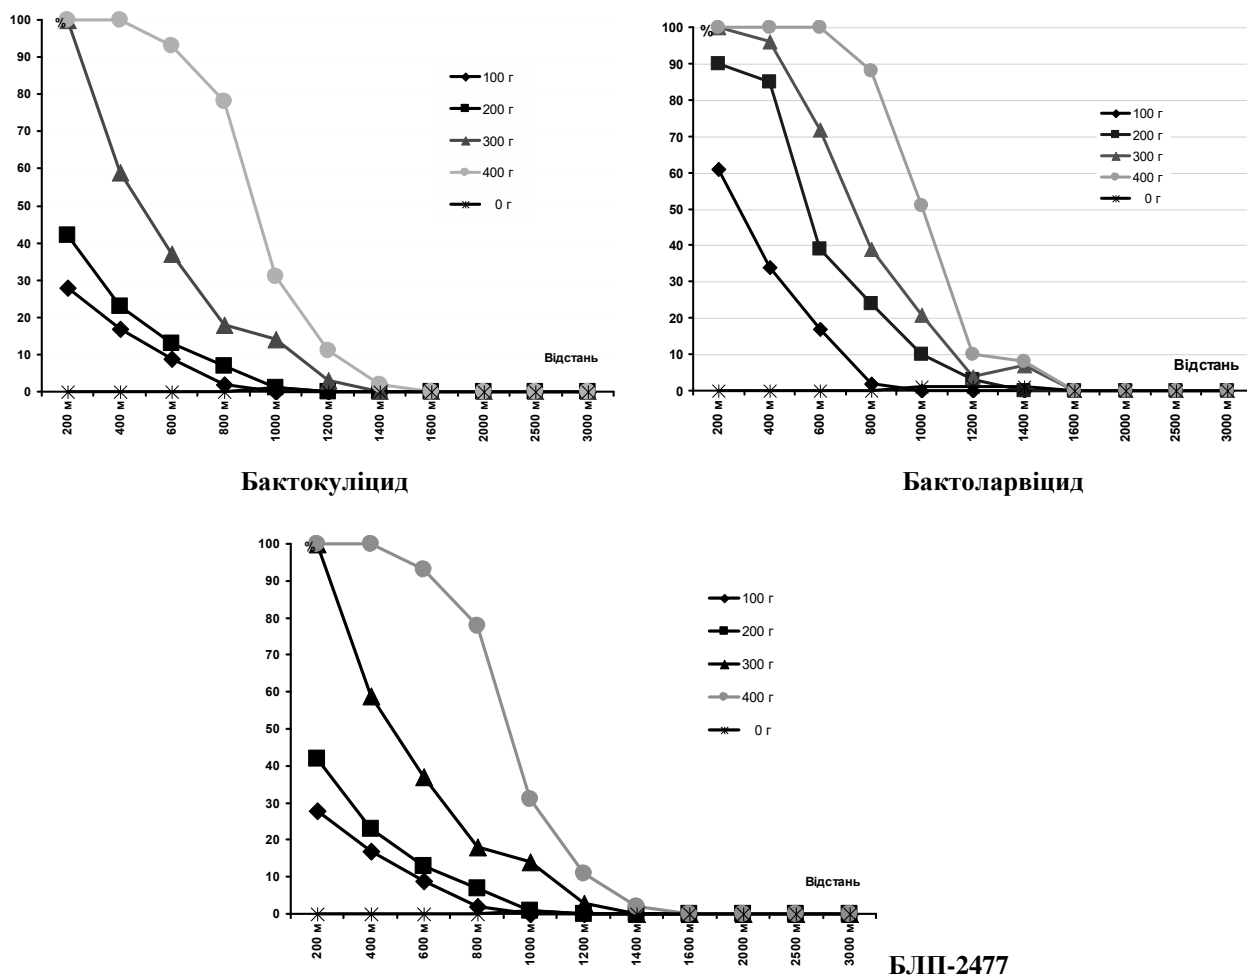 %
100
90
80
70
60
50
40
30
20
10
0
100 г
200 г
300 г
400 г
0 г
Відстань
200 м
400 м
600 м
800 м
1000 м
1200 м
1400 м
1600 м
2000 м
2500 м
3000 м
Бактокуліцид
%
100
90
80
70
60
50
40
30
20
10
0
100 г
200 г
300 г
400 г
0 г
Відстань
200 м
400 м
600 м
800 м
1000 м
1200 м
1400 м
1600 м
2000 м
2500 м
3000 м
Бактоларвіцид
%
100
90
80
70
60
50
40
30
20
10
0
100 г
200 г
300 г
400 г
0 г
Відстань
200 м
400 м
600 м
800 м
1000 м
1200 м
1400 м
1600 м
2000 м
2500 м
3000 м
БЛП-2477